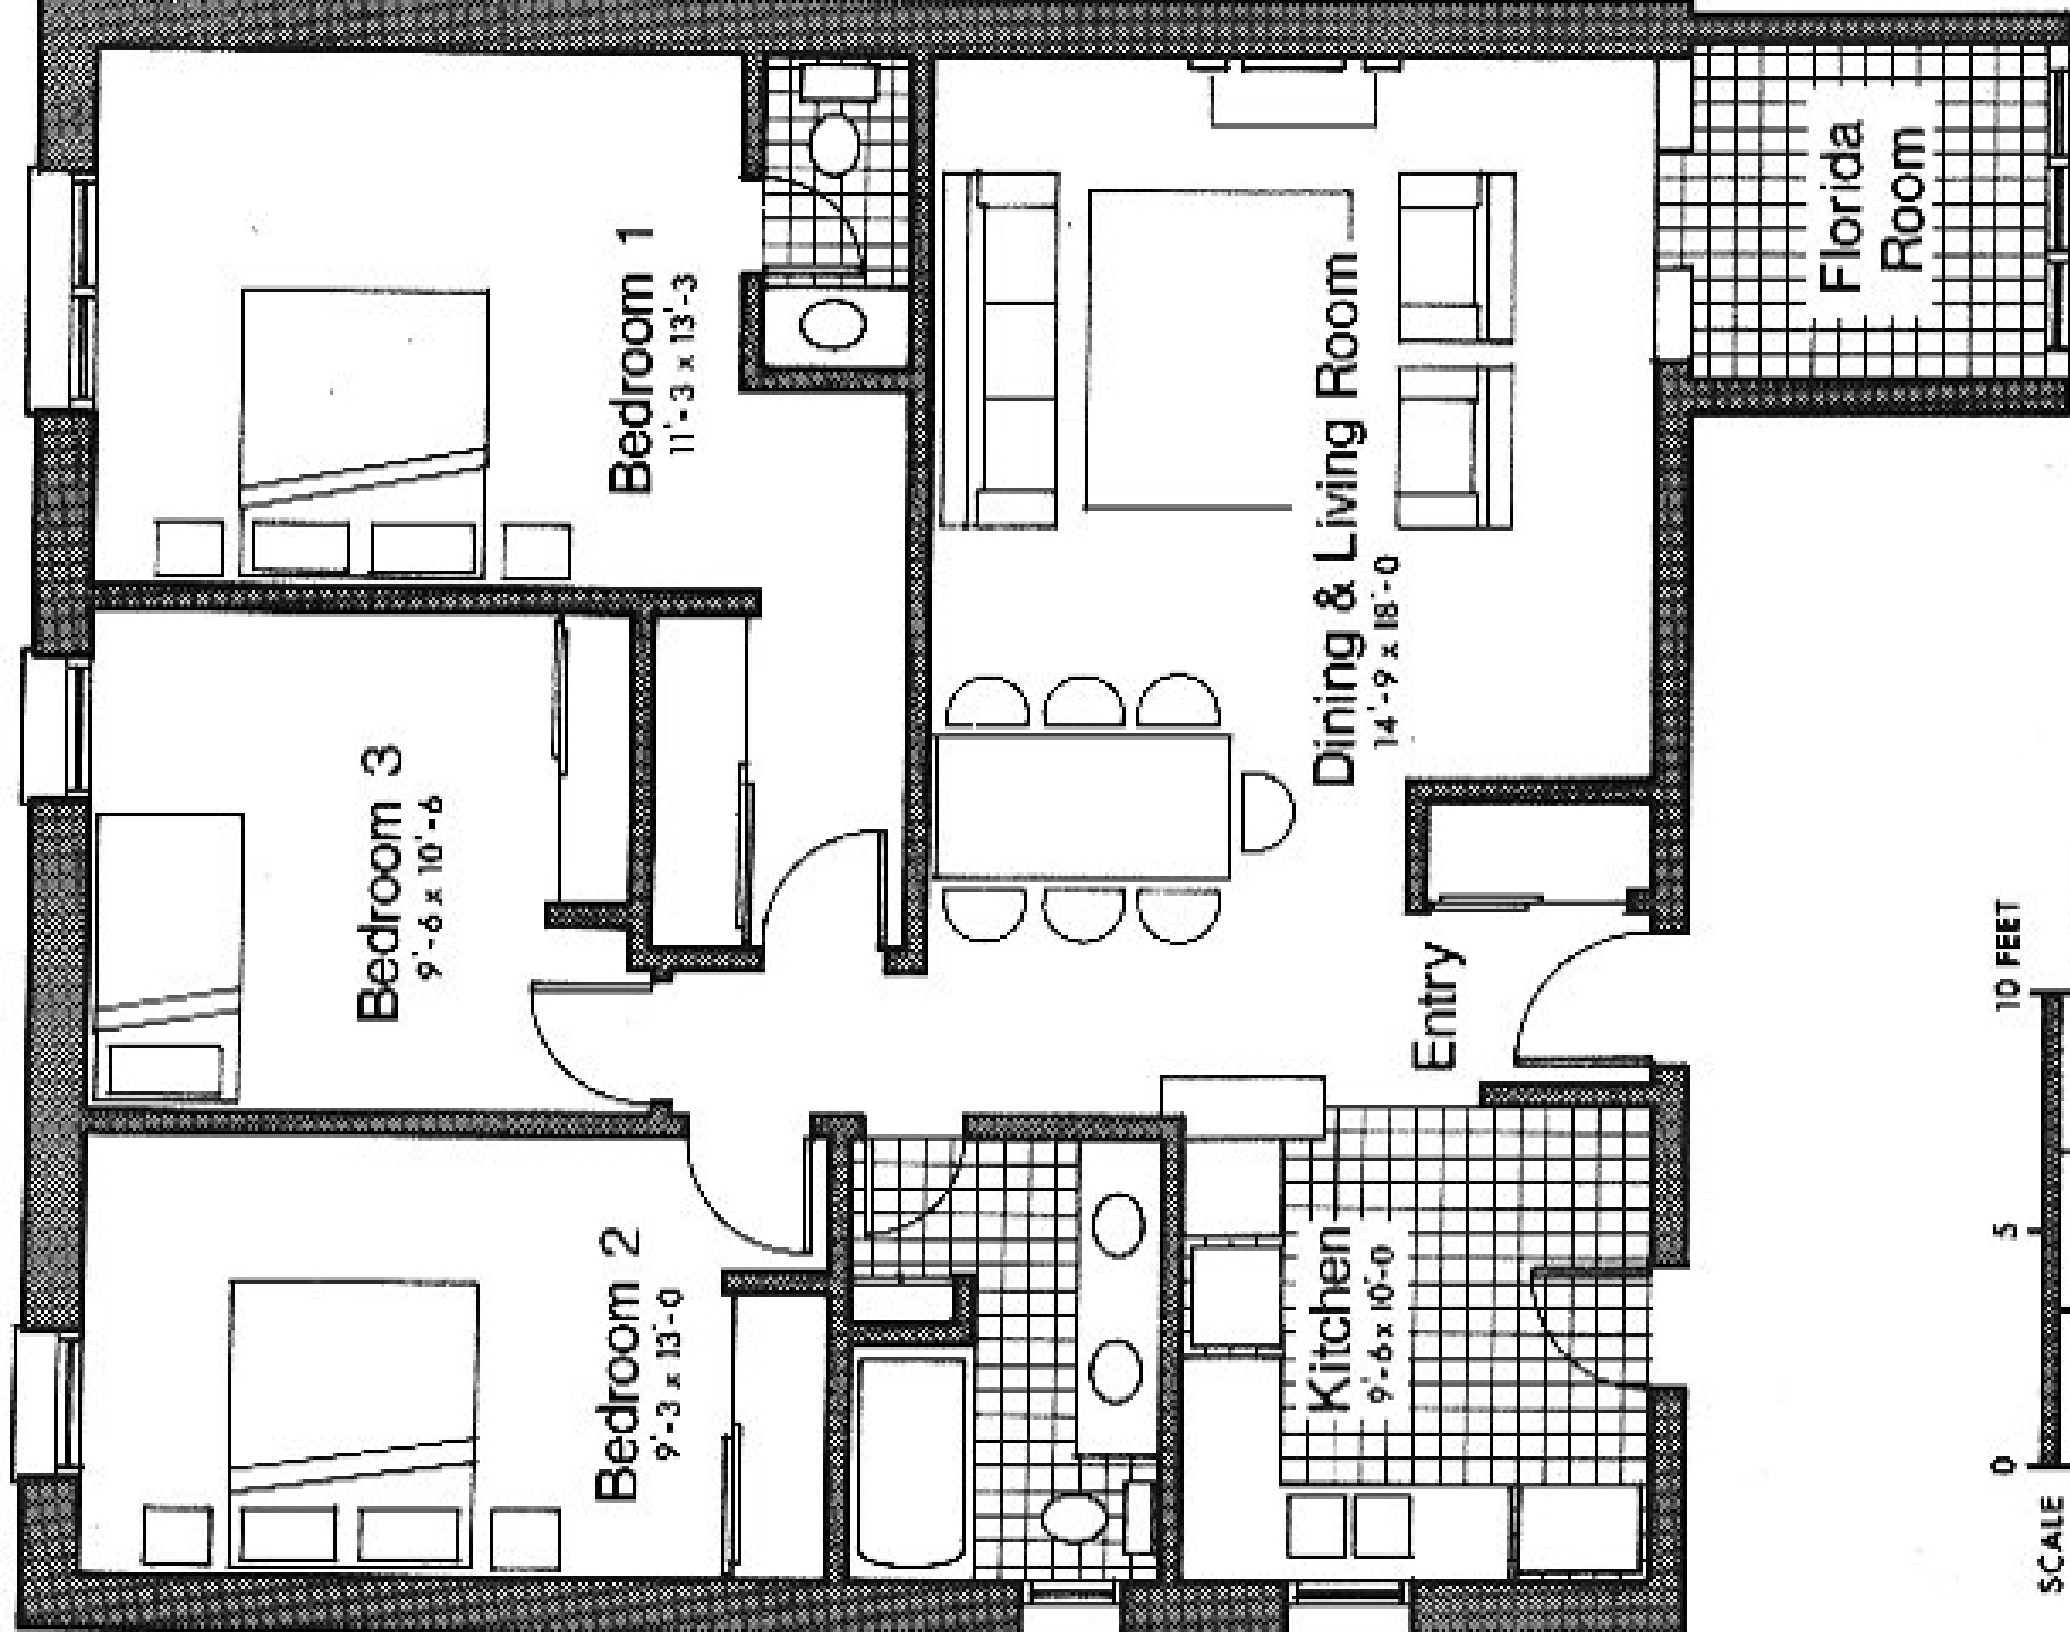 Bedroom 1
11'-3 x 13'-3
Florida
Room
Bedroom 3
9'-6 x 10'-6
Dining & Living Room
14'-9 x 18'-0
Entry
Bedroom 2
9'-3 x 13'-0
Kitchen
9'-6 x 10'-0
SCALE
0
5
10 FEET